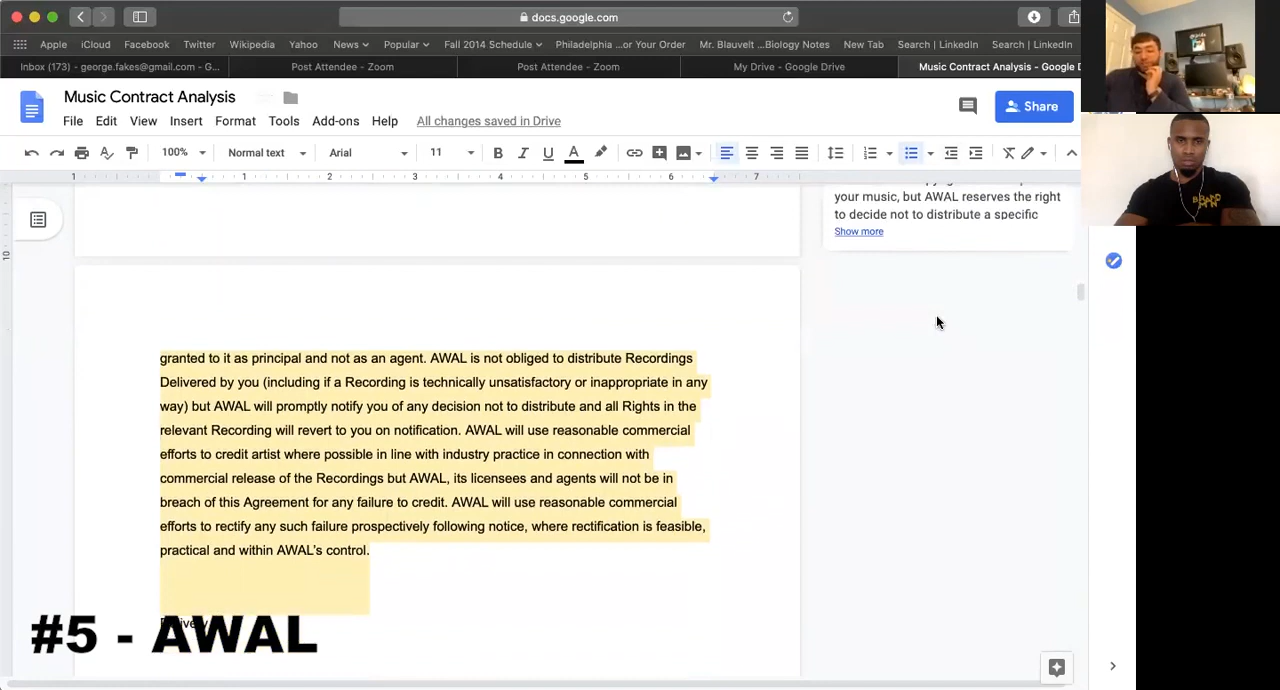 docs.google.com
Apple iCloud Facebook Twitter Wikipedia Yahoo News Popular Fall 2014 Schedule Philadelphia ...or Your Order Mr. Blauvelt ...Biology Notes New Tab Search | LinkedIn Search | LinkedIn
Inbox (173) - george.fakes@gmail.com - G... Post Attendee - Zoom Post Attendee - Zoom My Drive - Google Drive Music Contract Analysis - Google D
Music Contract Analysis
Share
File Edit View Insert Format Tools Add-ons Help All changes saved in Drive
100% Normal text Arial 11 B I U A
1 1 2 3 4 5 6 7
your music, but AWAL reserves the right
to decide not to distribute a specific
Show more
10
granted to it as principal and not as an agent. AWAL is not obliged to distribute Recordings
Delivered by you (including if a Recording is technically unsatisfactory or inappropriate in any
way) but AWAL will promptly notify you of any decision not to distribute and all Rights in the
relevant Recording will revert to you on notification. AWAL will use reasonable commercial
efforts to credit artist where possible in line with industry practice in connection with
commercial release of the Recordings but AWAL, its licensees and agents will not be in
breach of this Agreement for any failure to credit. AWAL will use reasonable commercial
efforts to rectify any such failure prospectively following notice, where rectification is feasible,
practical and within AWAL's control.
#5 - AWAL